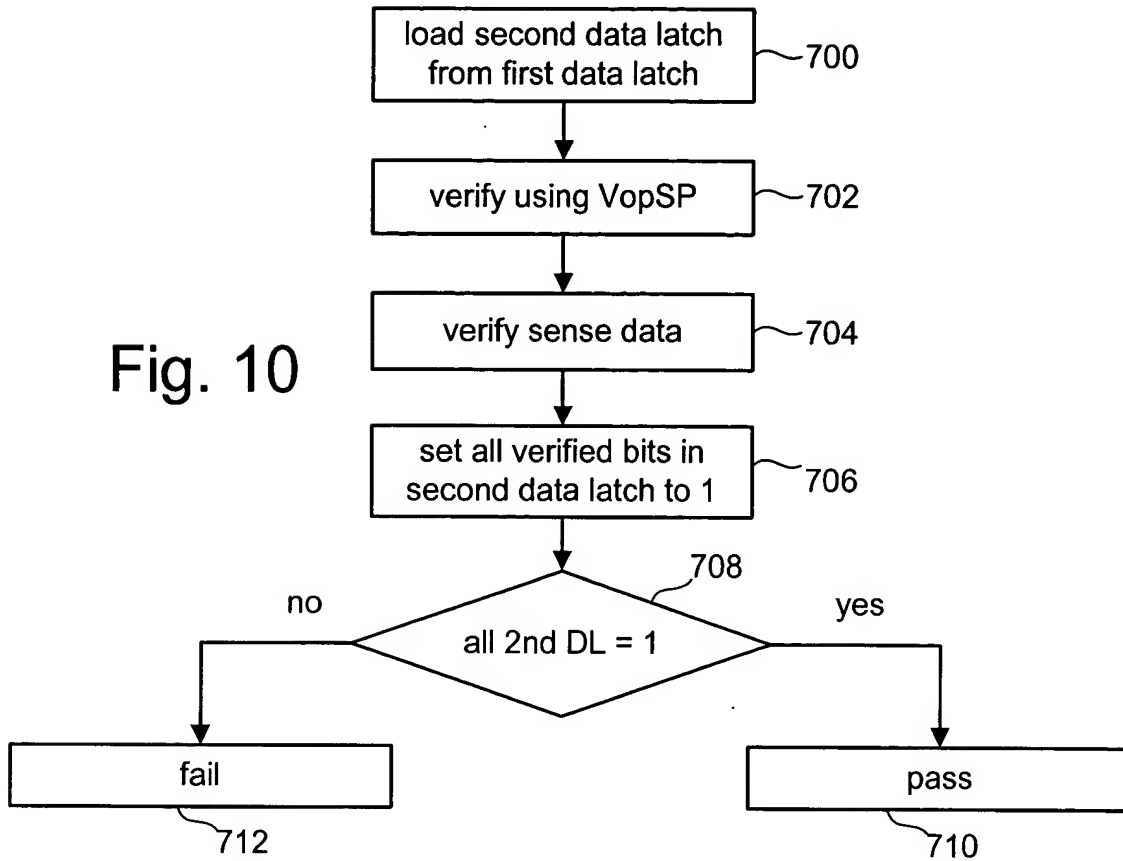 load second data latch
from first data latch
700
verify using VopSP
702
verify sense data
704
Fig. 10
set all verified bits in
second data latch to 1
706
708
no
yes
all 2nd DL = 1
fail
pass
712
710